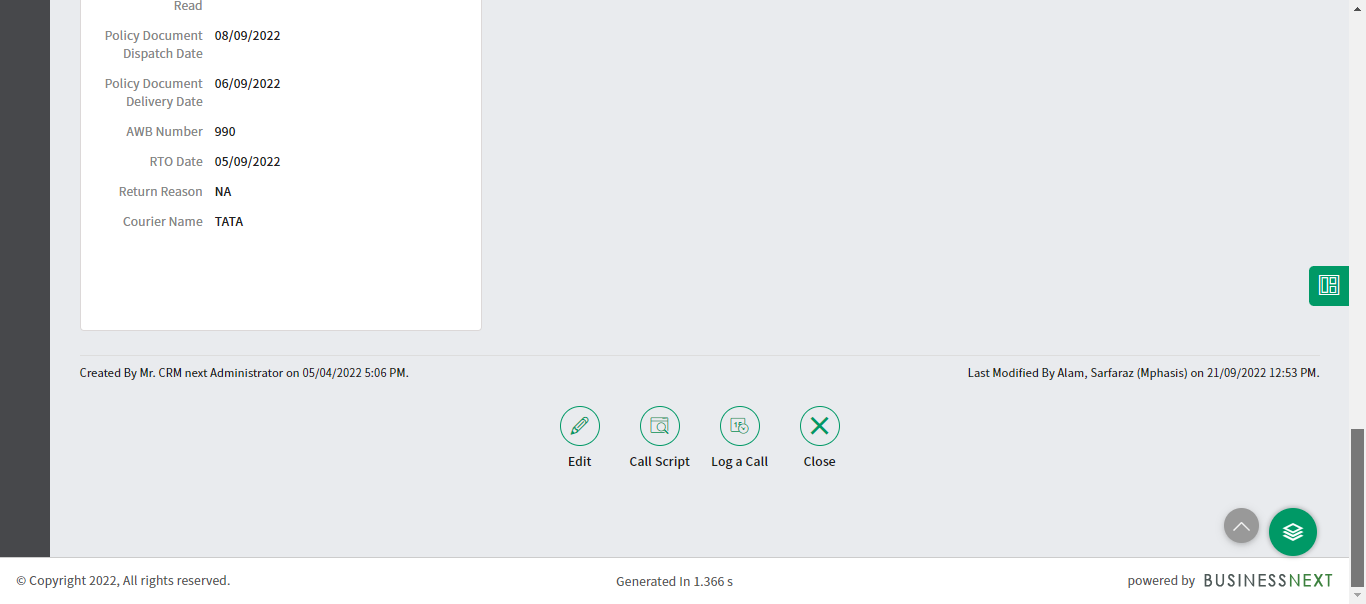 Read
Policy Document 08/09/2022
Dispatch Date
Policy Document 06/09/2022
Delivery Date
AWB Number 990
RTO Date 05/09/2022
Return Reason NA
Courier Name TATA
Created By Mr. CRM next Administrator on 05/04/2022 5:06 PM. Last Modified By Alam, Sarfaraz (Mphasis) on 21/09/2022 12:53 PM.
Edit Call Script Log a Call Close
© Copyright 2022, All rights reserved. Generated In 1.366 s powered by BUSINESSNEXT